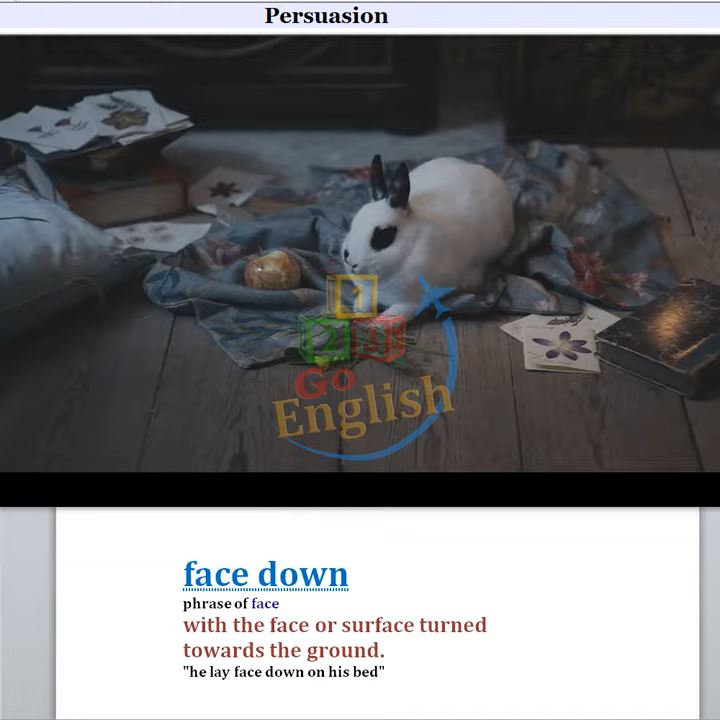 Persuasion
1
2
3
Go
English
face down
phrase of face
with the face or surface turned
towards the ground.
"he lay face down on his bed"